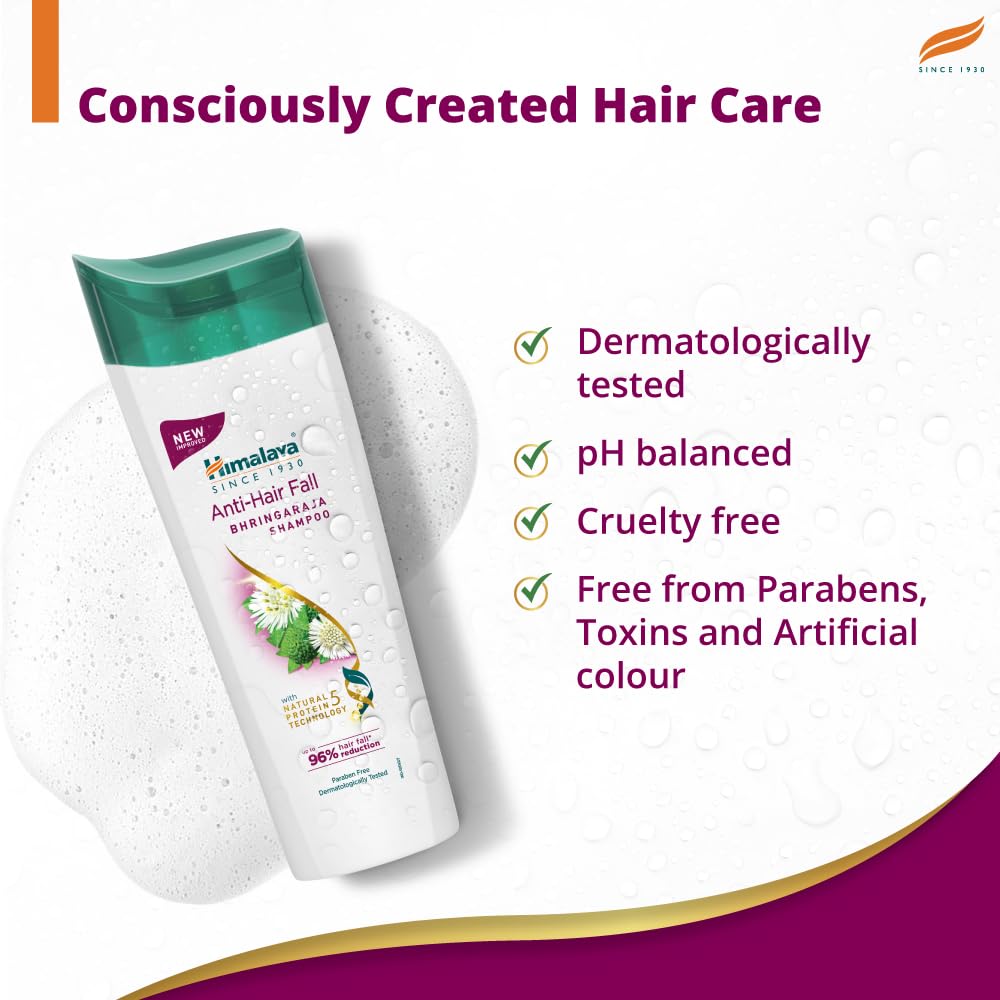 SINCE 1930
Consciously Created Hair Care
NEW
IMPROVED
Himalaya®
SINCE 1930
Anti-Hair Fall
BHRINGARAJA
SHAMPOO
with
NATURAL 5
PROTEIN
TECHNOLOGY
up to 96% hair fall*
reduction
Paraben Free
Dermatologically Tested
Dermatologically
tested
pH balanced
Cruelty free
Free from Parabens,
Toxins and Artificial
colour